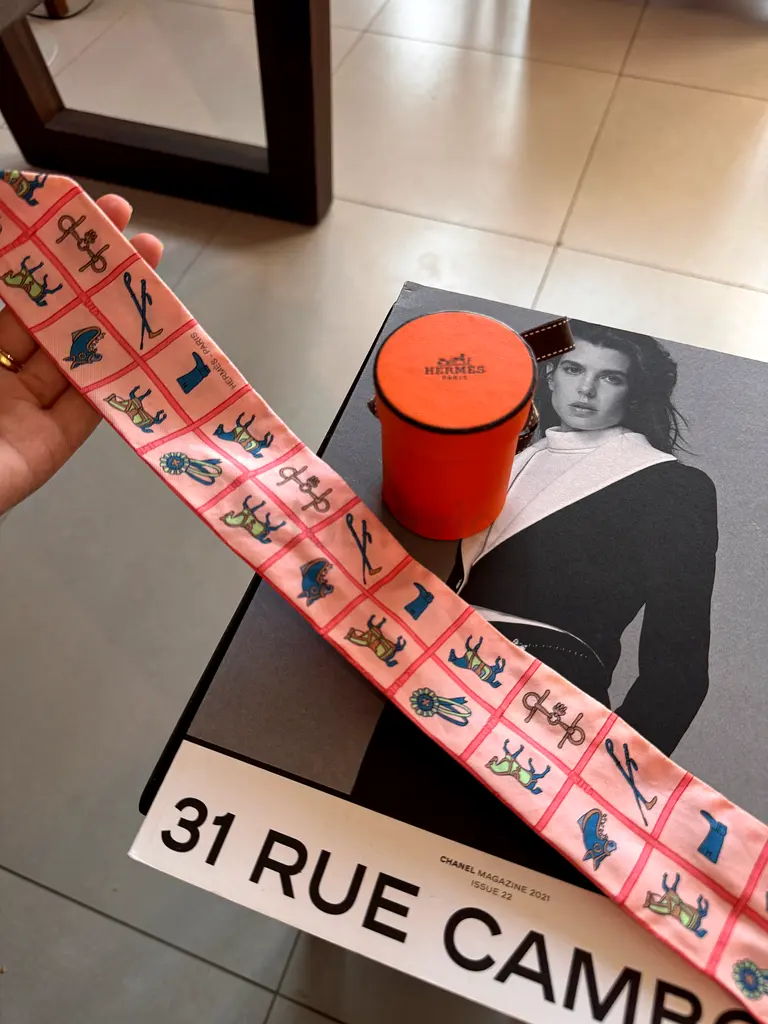 HERMÈS-PARIS
HERMÈS
PARIS
CHANEL MAGAZINE 2021
ISSUE 22
31 RUE CAMBO